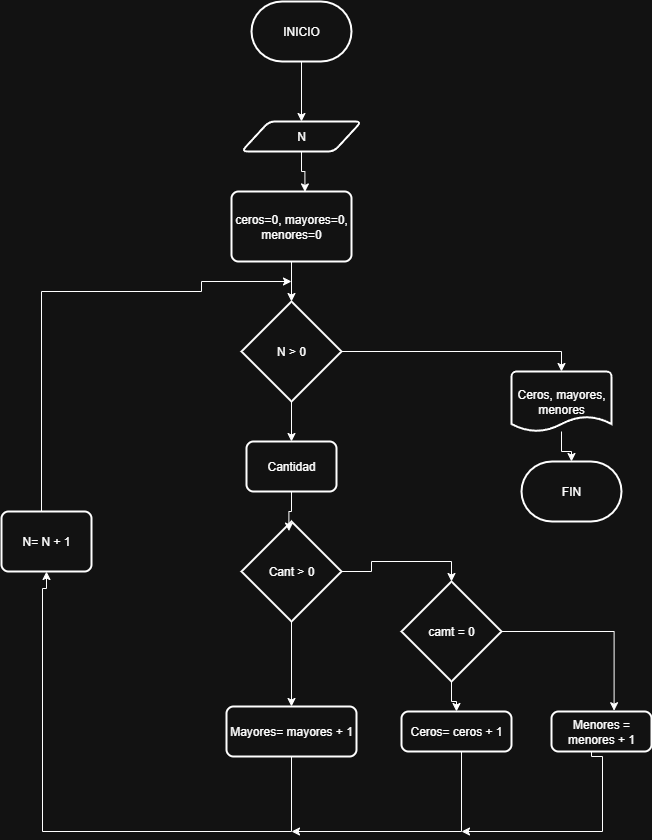 INICIO
N
ceros=0, mayores=0,
menores=0
N > 0
Ceros, mayores,
menores
Cantidad
FIN
N= N + 1
Cant > 0
camt = 0
Mayores= mayores + 1
Ceros= ceros + 1
Menores =
menores + 1